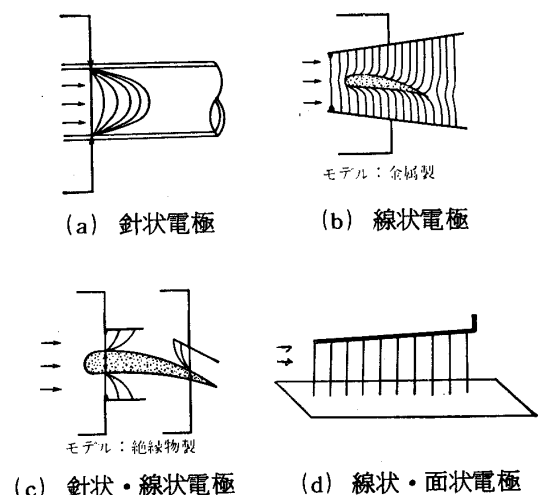 モデル：金属製
(a) 針状電極
(b) 線状電極
モデル：絶縁物製
(c) 針状・線状電極
(d) 線状・面状電極